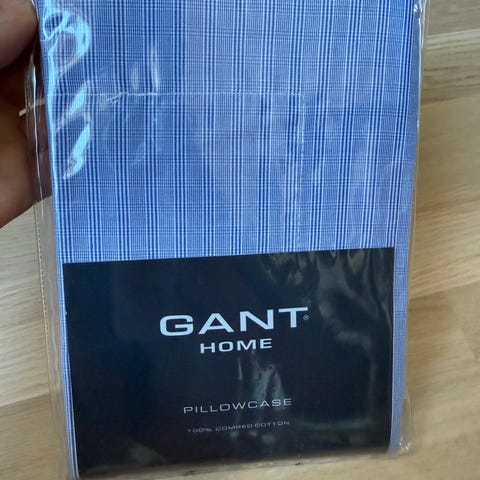 GANT®
HOME
PILLOWCASE
100% COMBED COTTON